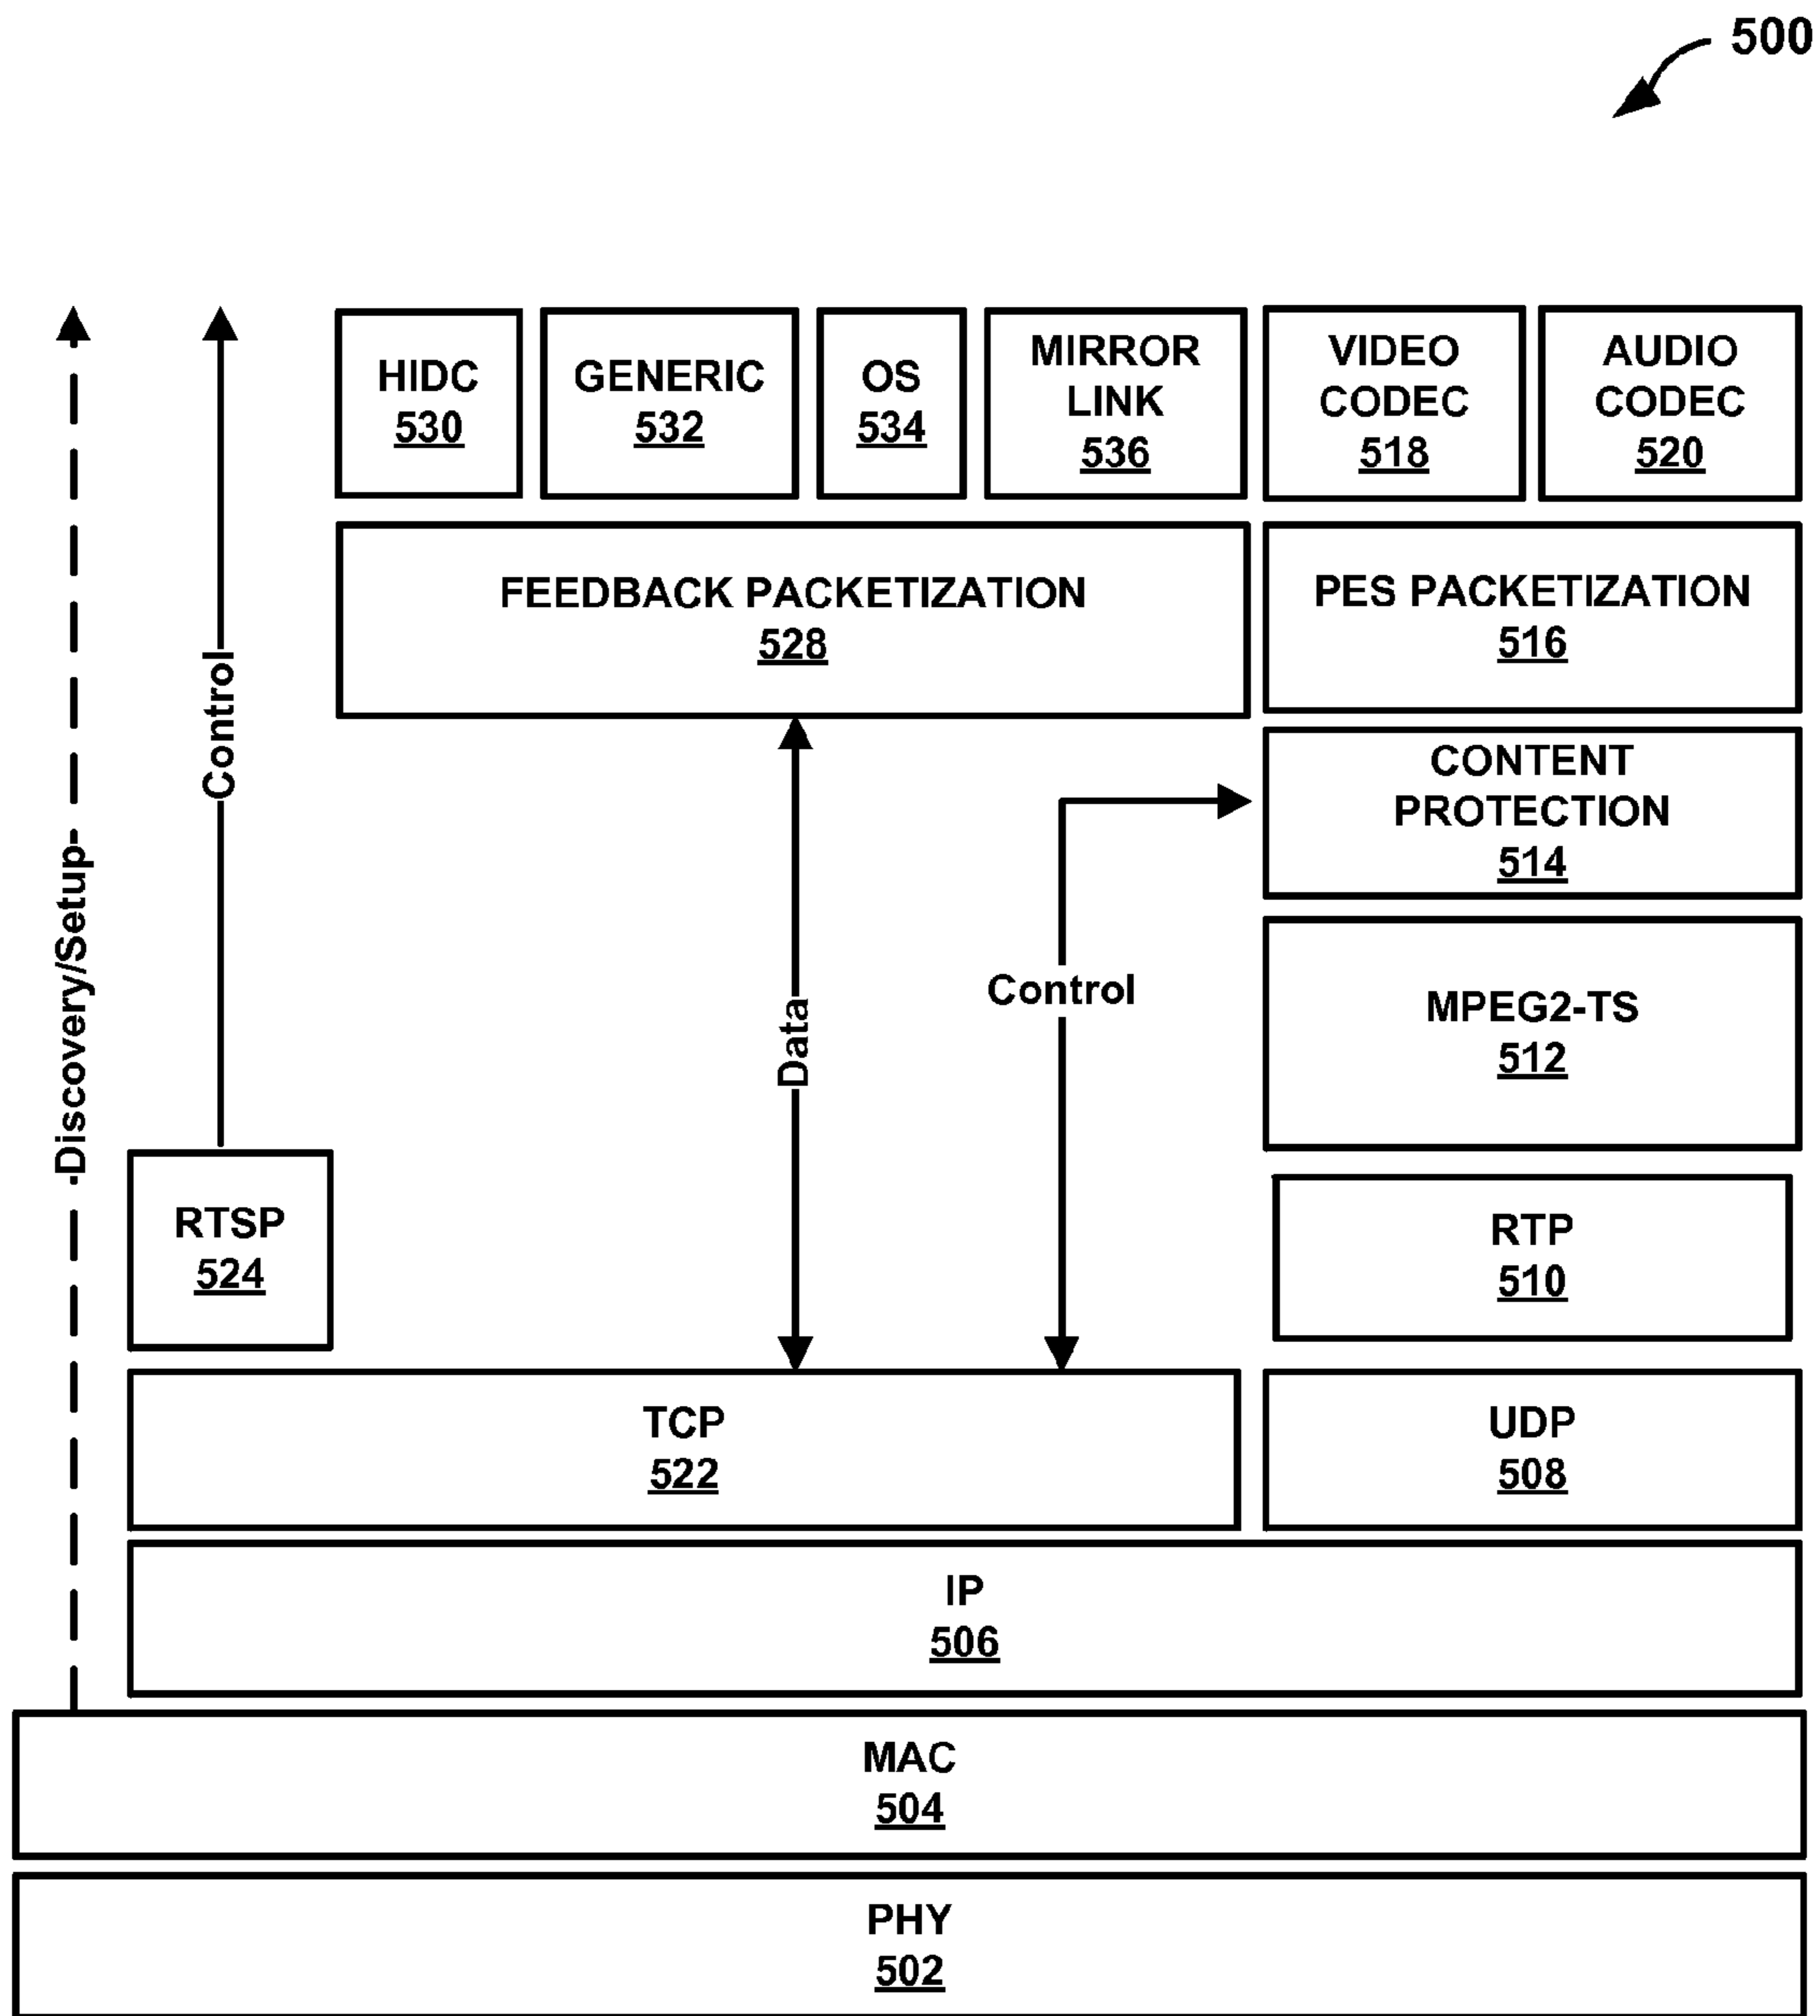 500
HIDC
530
GENERIC
532
OS
534
MIRROR
LINK
536
VIDEO
CODEC
518
AUDIO
CODEC
520
FEEDBACK PACKETIZATION
528
PES PACKETIZATION
516
Control
CONTENT
PROTECTION
514
Discovery/Setup
Data
Control
MPEG2-TS
512
RTSP
524
RTP
510
TCP
522
UDP
508
IP
506
MAC
504
PHY
502